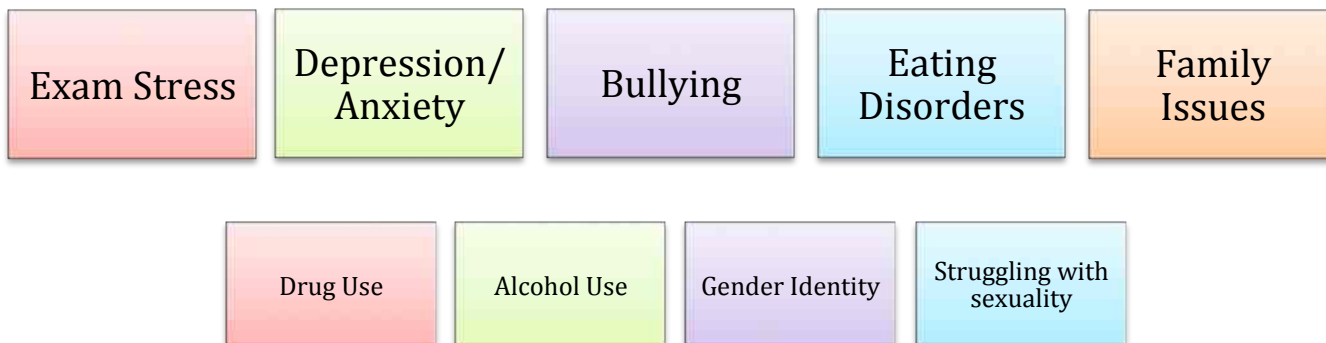 Exam Stress
Depression/
Anxiety
Bullying
Eating
Disorders
Family
Issues
Drug Use
Alcohol Use
Gender Identity
Struggling with
sexuality